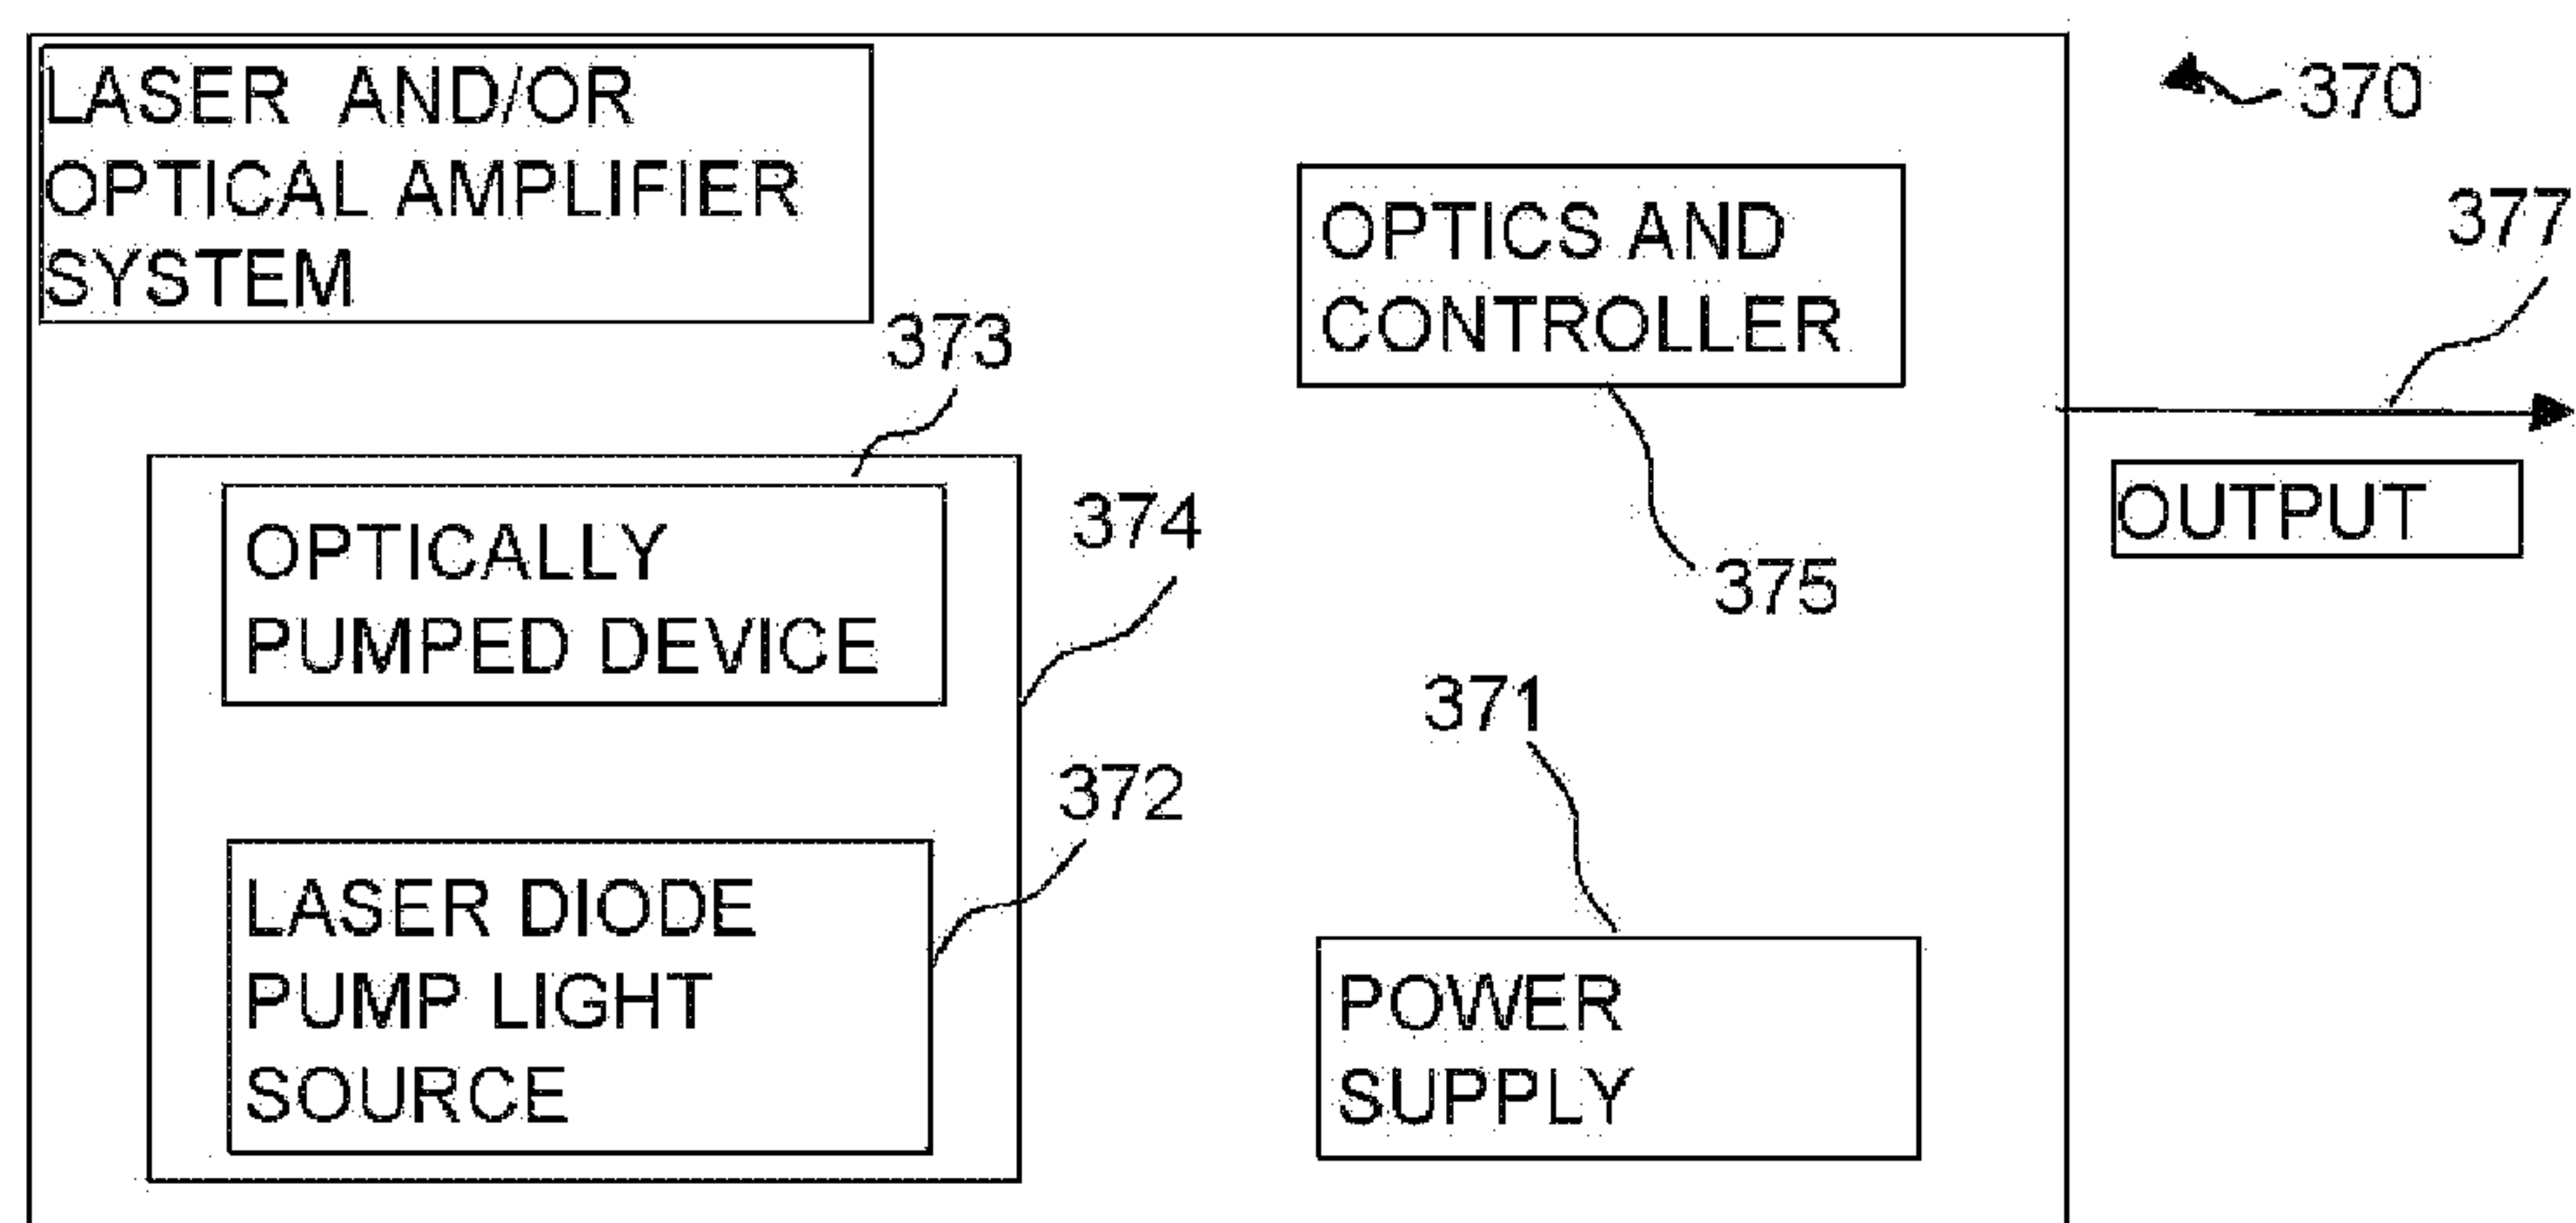 LASER AND/OR
OPTICAL AMPLIFIER
SYSTEM
370
OPTICS AND
CONTROLLER
377
373
OPTICALLY
PUMPED DEVICE
374
375
OUTPUT
371
372
LASER DIODE
PUMP LIGHT
SOURCE
POWER
SUPPLY